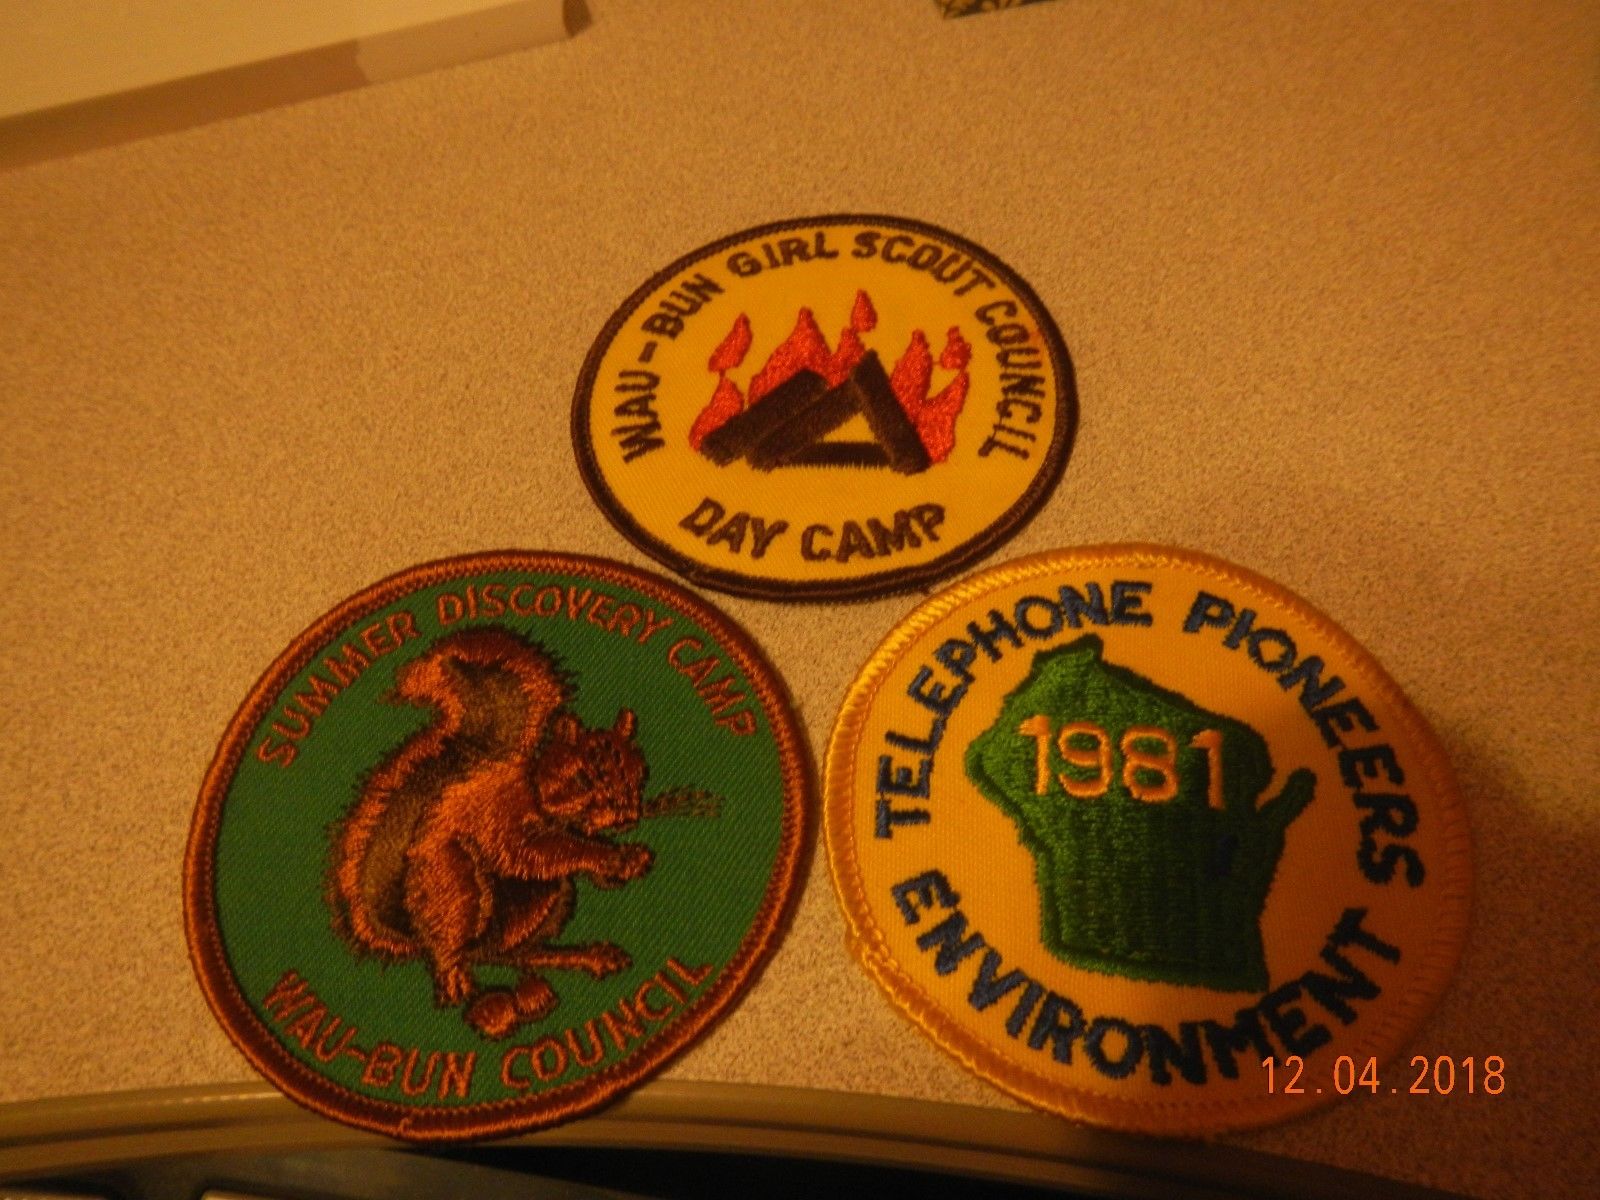 WAU-BUN GIRL SCOUT COUNCIL
DAY CAMP
SUMMER DISCOVERY CAMP
WAU-BUN COUNCIL
TELEPHONE PIONEERS
1981
ENVIRONMENT
12.04.2018